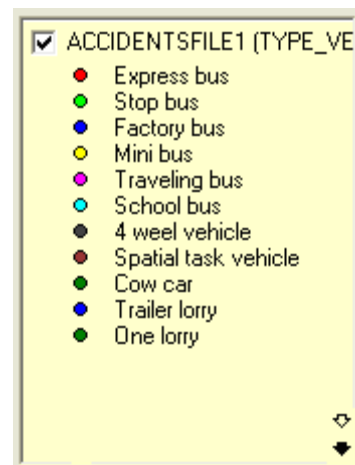 ACCIDENTSFILE1 (TYPE_VE
Express bus
Stop bus
Factory bus
Mini bus
Traveling bus
School bus
4 weel vehicle
Spatial task vehicle
Cow car
Trailer lorry
One lorry